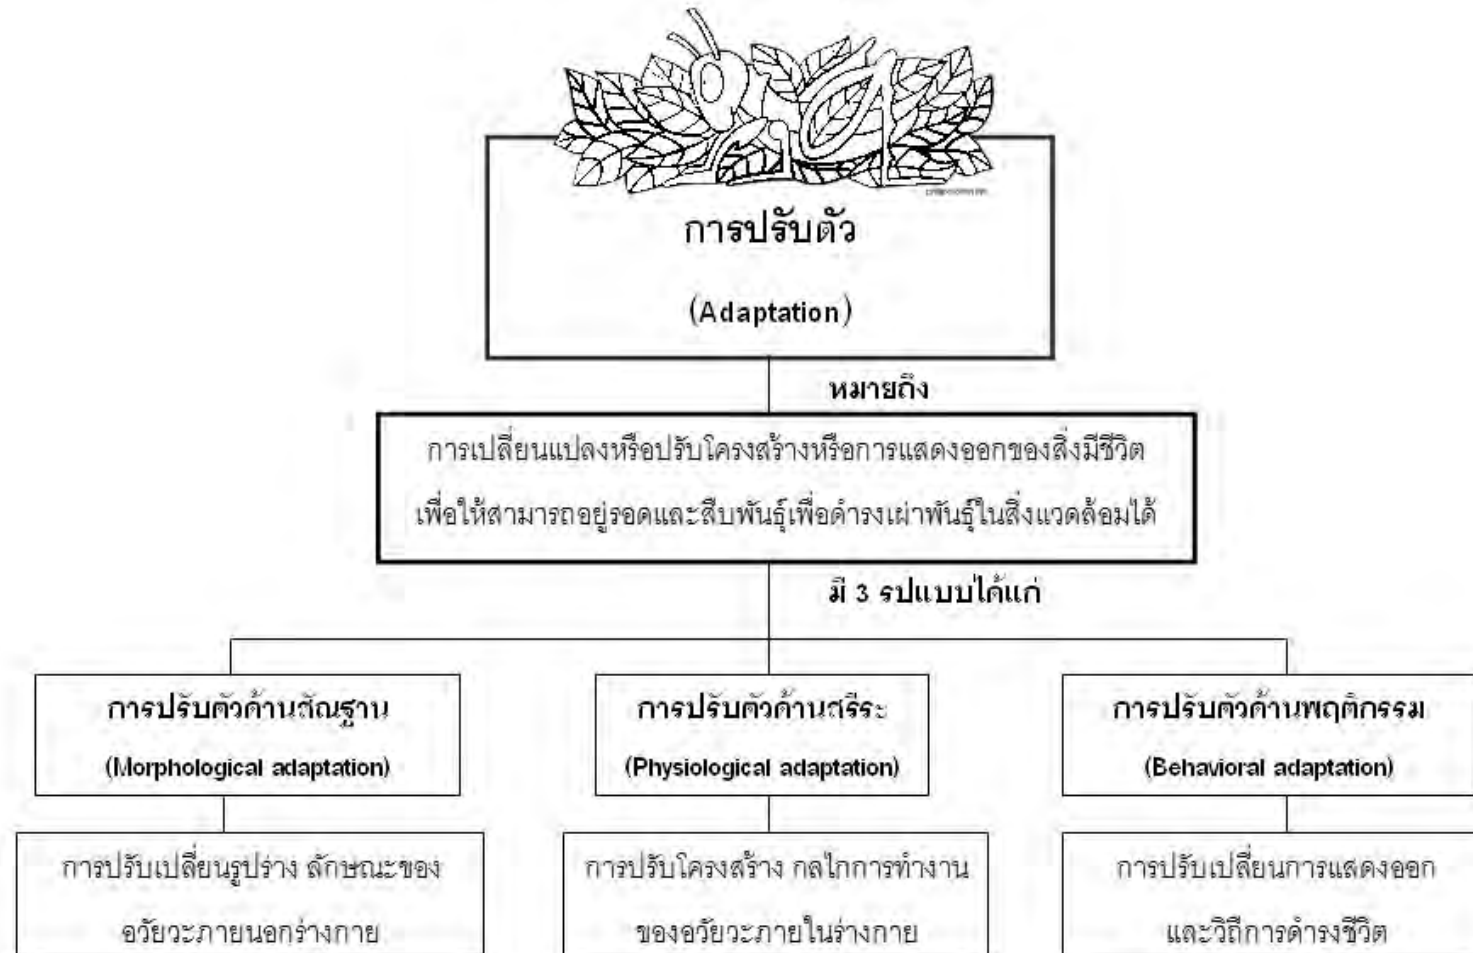 การปรับตัว
(Adaptation)
หมายถึง
การเปลี่ยนแปลงหรือปรับโครงสร้างหรือการแสดงออกของสิ่งมีชีวิต
เพื่อให้สามารถอยู่รอดและสืบพันธุ์เพื่อดำรงเผ่าพันธุ์ในสิ่งแวดล้อมได้
มี 3 รูปแบบได้แก่
การปรับตัวด้านสัณฐาน
(Morphological adaptation)
การปรับตัวด้านสรีระ
(Physiological adaptation)
การปรับตัวด้านพฤติกรรม
(Behavioral adaptation)
การปรับเปลี่ยนรูปร่าง ลักษณะของ
อวัยวะภายนอกร่างกาย
การปรับโครงสร้าง กลไกการทำงาน
ของอวัยวะภายในร่างกาย
การปรับเปลี่ยนการแสดงออก
และวิถีการดำรงชีวิต